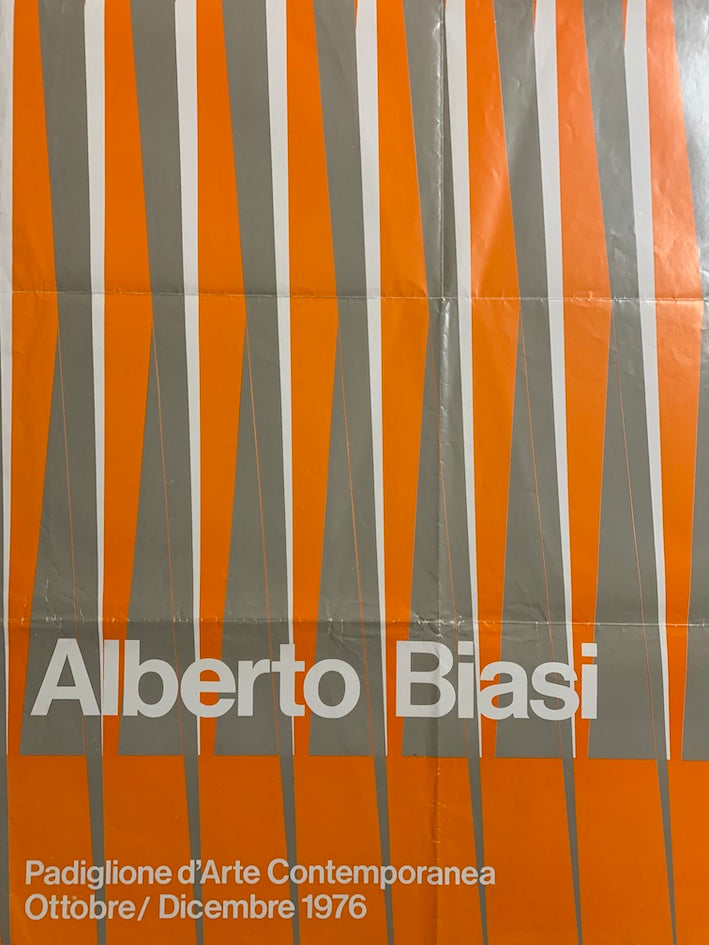 Alberto Biasi
Padiglione d'Arte Contemporanea
Ottobre/ Dicembre 1976